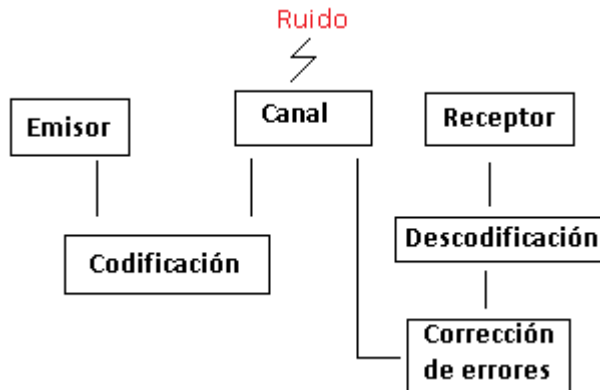 Ruido
Emisor
Canal
Receptor
Codificación
Descodificación
Corrección
de errores